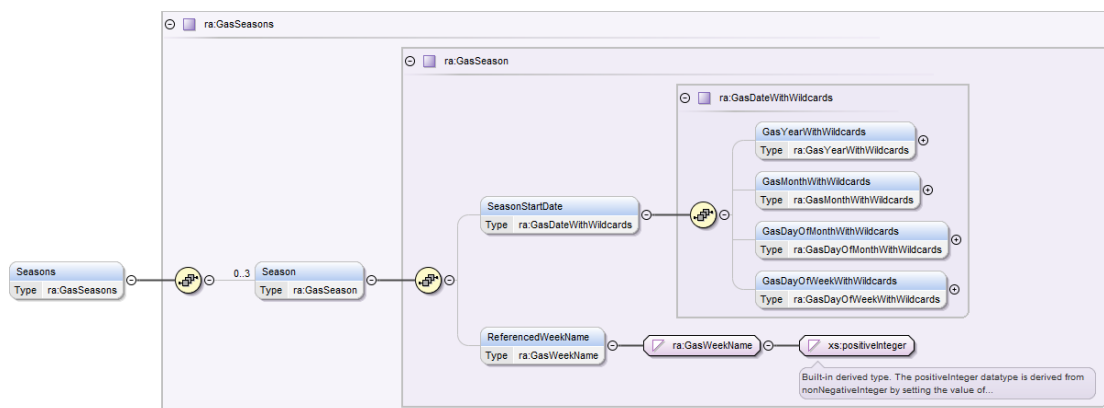 ra:GasSeasons
ra:GasSeason
ra:GasDateWithWildcards
GasYearWithWildcards
Type ra:GasYearWithWildcards
GasMonthWithWildcards
Type ra:GasMonthWithWildcards
SeasonStartDate
Type ra:GasDateWithWildcards
GasDayOfMonthWithWildcards
Type ra:GasDayOfMonthWithWildcards
Seasons
Type ra:GasSeasons
0..3
Season
Type ra:GasSeason
GasDayOfWeekWithWildcards
Type ra:GasDayOfWeekWithWildcards
ReferencedWeekName
Type ra:GasWeekName
ra:GasWeekName
xs:positiveInteger
Built-in derived type. The positiveInteger datatype is derived from
nonNegativeInteger by setting the value of...